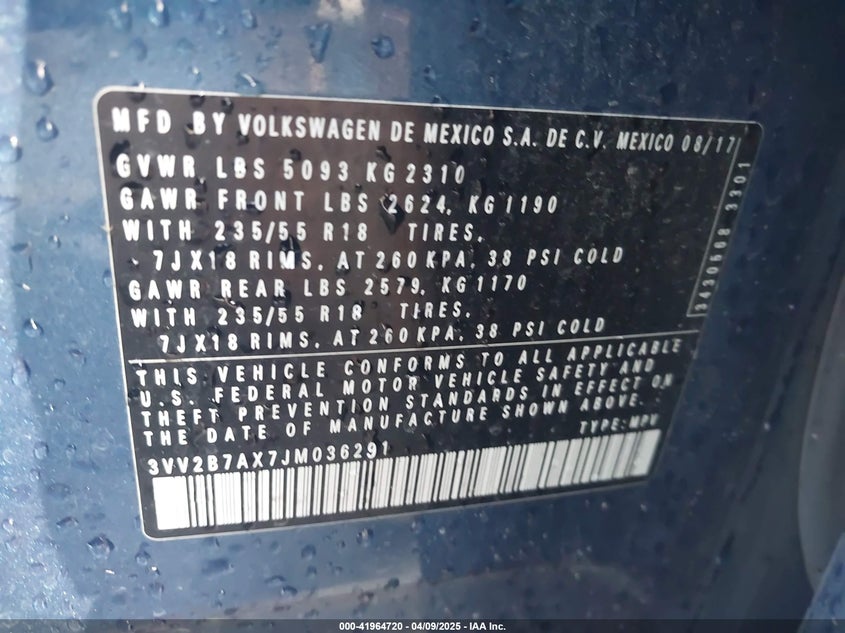 MFD BY VOLKSWAGEN DE MEXICO S.A. DE C.V. MEXICO 08/17
GVWR LBS 5093 KG 2310
GAWR FRONT LBS 2624, KG 1190
WITH 235/55 R18 TIRES,
7JX18 RIMS, AT 260 KPA, 38 PSI COLD
GAWR REAR LBS 2579, KG 1170
WITH 235/55 R18 TIRES,
7JX18 RIMS, AT 260 KPA, 38 PSI COLD
THIS VEHICLE CONFORMS TO ALL APPLICABLE
U.S. FEDERAL MOTOR VEHICLE SAFETY AND
THEFT PREVENTION STANDARDS IN EFFECT ON
THE DATE OF MANUFACTURE SHOWN ABOVE.
TYPE: MPV
3VV2B7AX7JM036291
3301
000-41964720 / 04/09/2025 - IAA Inc.